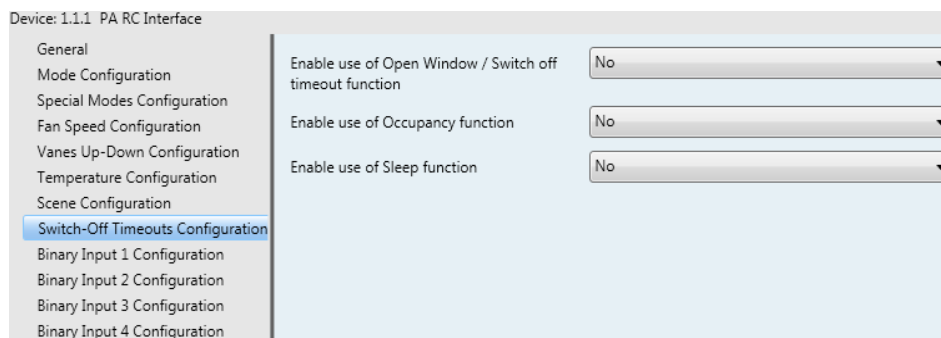 Device: 1.1.1 PA RC Interface
General
Mode Configuration
Special Modes Configuration
Fan Speed Configuration
Vanes Up-Down Configuration
Temperature Configuration
Scene Configuration
Switch-Off Timeouts Configuration
Binary Input 1 Configuration
Binary Input 2 Configuration
Binary Input 3 Configuration
Binary Input 4 Configuration
Enable use of Open Window / Switch off
timeout function
No
Enable use of Occupancy function
No
Enable use of Sleep function
No